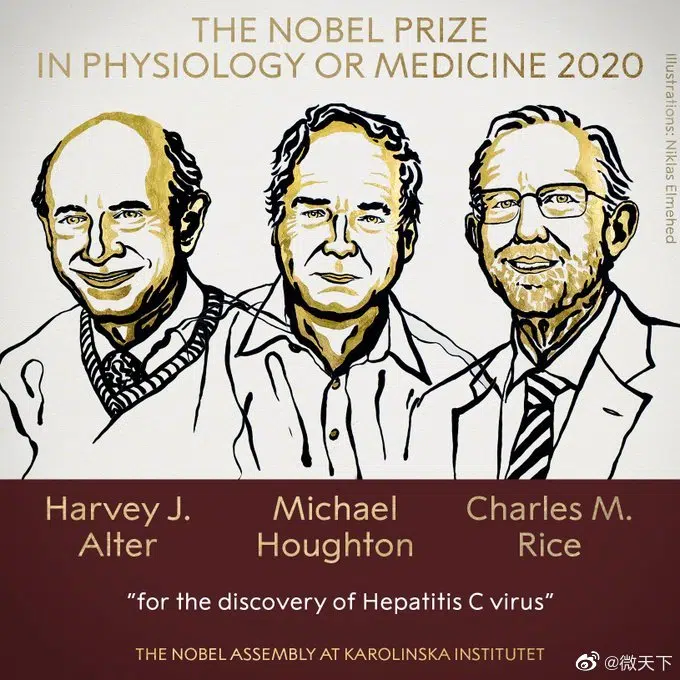 THE NOBEL PRIZE
IN PHYSIOLOGY OR MEDICINE 2020
Illustrations: Niklas Elmehed
Harvey J.
Alter
Michael
Houghton
Charles M.
Rice
“for the discovery of Hepatitis C virus”
THE NOBEL ASSEMBLY AT KAROLINSKA INSTITUTET
@微天下